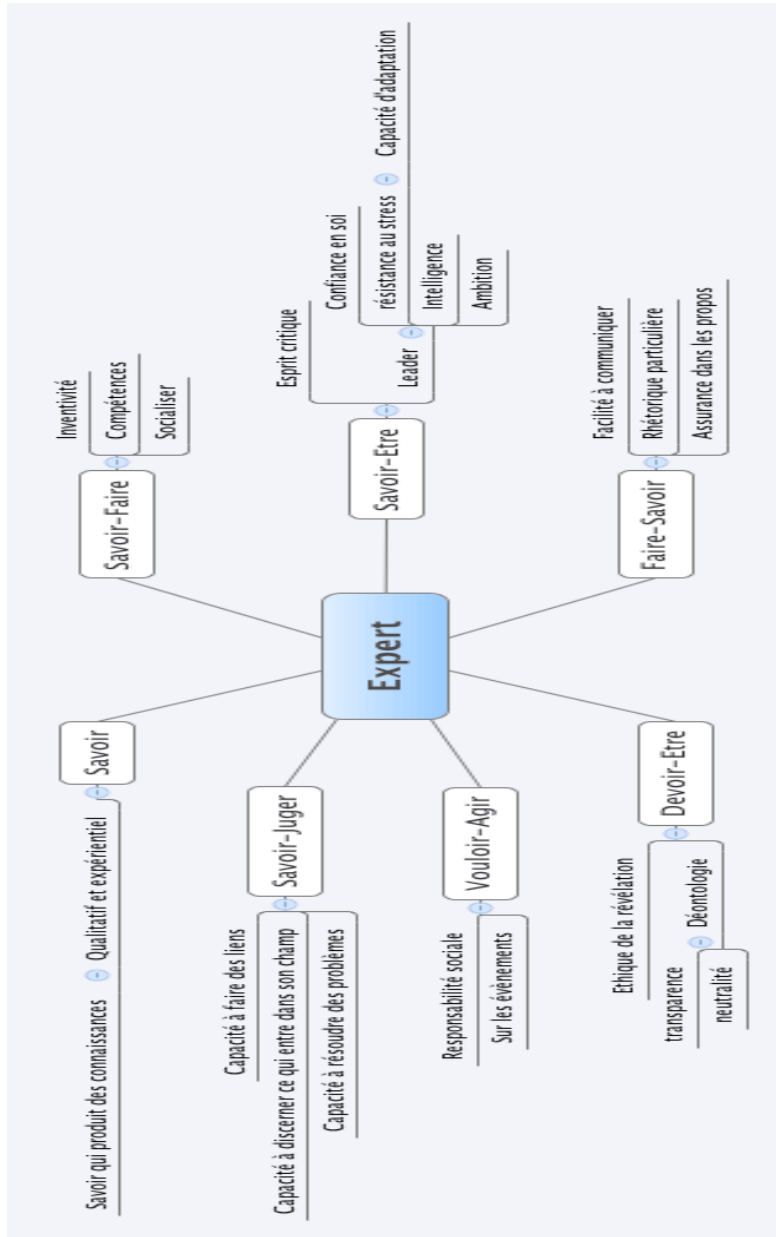 Expert
Savoir
Qualitatif et expérientiel
Savoir qui produit des connaissances
Savoir-Juger
Capacité à faire des liens
Capacité à discerner ce qui entre dans son champ
Capacité à résoudre des problèmes
Vouloir-Agir
Responsabilité sociale
Sur les évènements
Devoir-Etre
Ethique de la révélation
Déontologie
transparence
neutralité
Savoir-Faire
Inventivité
Compétences
Socialiser
Savoir-Etre
Esprit critique
Leader
Confiance en soi
résistance au stress
Capacité d'adaptation
Intelligence
Ambition
Faire-Savoir
Facilité à communiquer
Rhétorique particulière
Assurance dans les propos